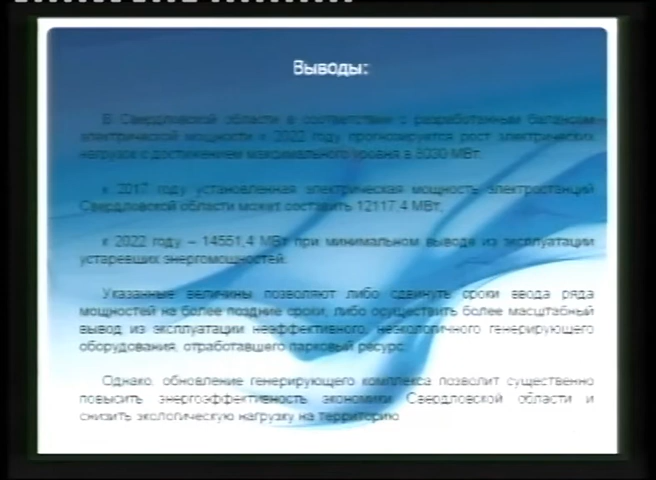 Выводы:
В Свердловской области в соответствии с разработанным балансом
электрической мощности к 2022 году прогнозируется рост электрических
нагрузок с достижением максимального уровня в МВт.
к 2017 году установленная электрическая мощность электростанций
Свердловской области может составить 12117,4 МВт,
к 2022 году – 14551,4 МВт при минимальном выводе из эксплуатации
устаревших энергомощностей.
Указанные величины позволяют либо сдвинуть сроки ввода ряда
мощностей на более поздние сроки, либо осуществить более масштабный
вывод из эксплуатации неэффективного, неэкологичного генерирующего
оборудования, отработавшего парковый ресурс.
Однако, обновление генерирующего комплекса позволит существенно
повысить энергоэффективность экономики Свердловской области и
снизить экологическую нагрузку на территорию